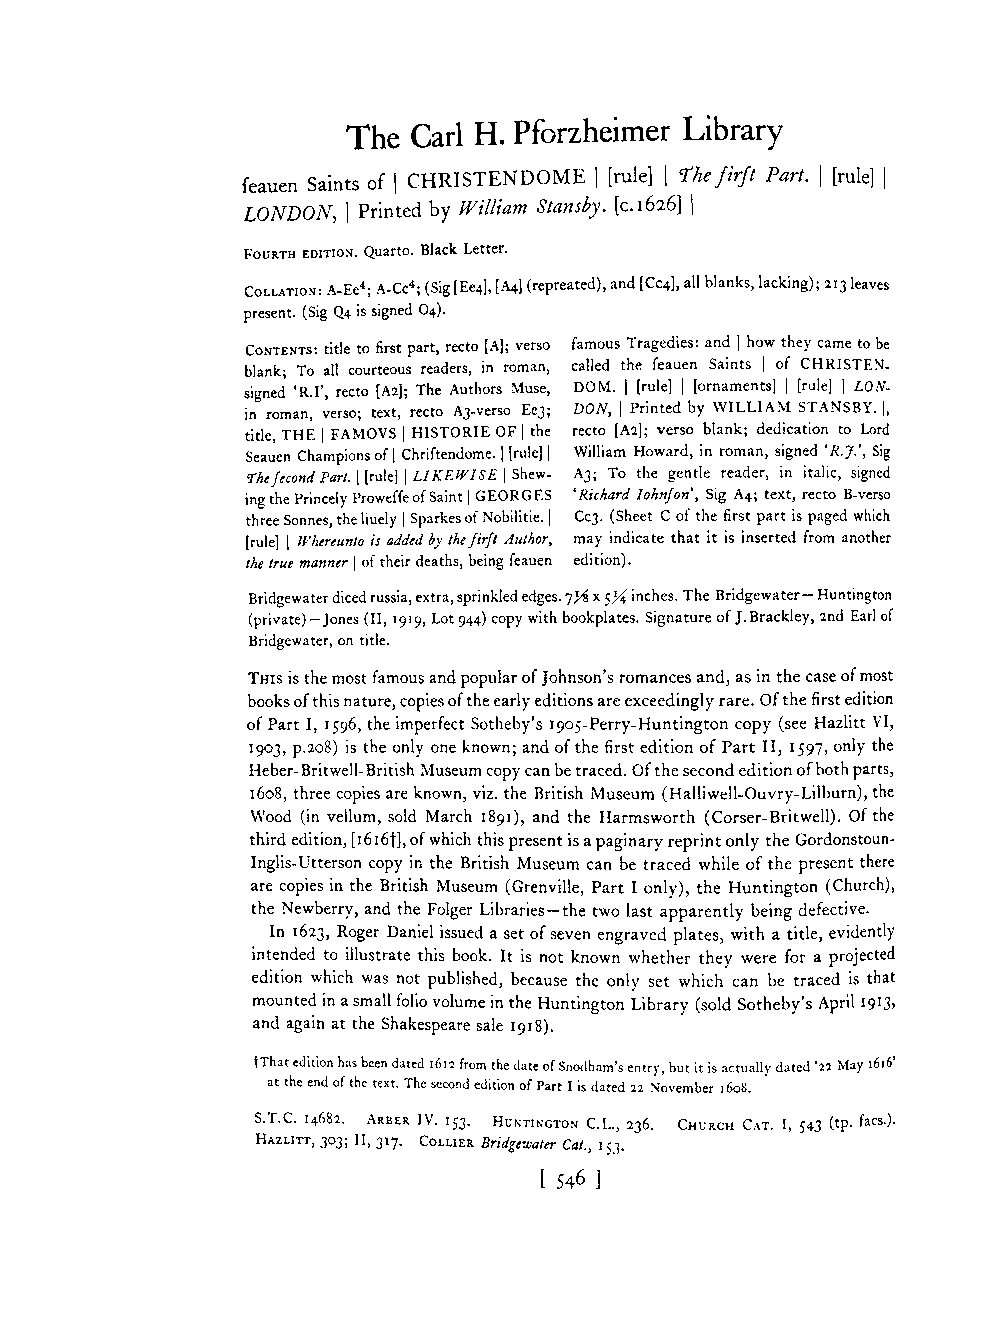 The Carl H. Pforzheimer Library
feauen Saints of | CHRISTENDOME | [rule] | The firſt Part. | [rule] |
LONDON, | Printed by William Stansby. [c.1626] |
FOURTH EDITION. Quarto. Black Letter.
COLLATION: A-Ee⁴; A-Cc⁴; (Sig [Ee4], [A4] (repreated), and [Cc4], all blanks, lacking); 213 leaves
present. (Sig Q4 is signed O4).
CONTENTS: title to first part, recto [A]; verso
blank; To all courteous readers, in roman,
signed 'R.I', recto [A2]; The Authors Muse,
in roman, verso; text, recto A3-verso Ee3;
title, THE | FAMOVS | HISTORIE OF | the
Seauen Champions of | Chriftendome. | [rule] |
The ſecond Part. | [rule] | LIKEWISE | Shew-
ing the Princely Proweſſe of Saint | GEORGES
three Sonnes, the liuely | Sparkes of Nobilitie. |
[rule] | Whereunto is added by the firſt Author,
the true manner | of their deaths, being feauen
famous Tragedies: and | how they came to be
called the feauen Saints | of CHRISTEN-
DOM. | [rule] | [ornaments] | [rule] | LON-
DON, | Printed by WILLIAM STANSBY. |,
recto [A2]; verso blank; dedication to Lord
William Howard, in roman, signed 'R.J.', Sig
A3; To the gentle reader, in italic, signed
'Richard Iohnſon', Sig A4; text, recto B-verso
Cc3. (Sheet C of the first part is paged which
may indicate that it is inserted from another
edition).
Bridgewater diced russia, extra, sprinkled edges. 7⅛ x 5¼ inches. The Bridgewater—Huntington
(private)—Jones (II, 1919, Lot 944) copy with bookplates. Signature of J. Brackley, 2nd Earl of
Bridgewater, on title.
THIS is the most famous and popular of Johnson's romances and, as in the case of most
books of this nature, copies of the early editions are exceedingly rare. Of the first edition
of Part I, 1596, the imperfect Sotheby's 1905-Perry-Huntington copy (see Hazlitt VI,
1903, p.208) is the only one known; and of the first edition of Part II, 1597, only the
Heber-Britwell-British Museum copy can be traced. Of the second edition of both parts,
1608, three copies are known, viz. the British Museum (Halliwell-Ouvry-Lilburn), the
Wood (in vellum, sold March 1891), and the Harmsworth (Corser-Britwell). Of the
third edition, [1616†], of which this present is a paginary reprint only the Gordonstoun-
Inglis-Utterson copy in the British Museum can be traced while of the present there
are copies in the British Museum (Grenville, Part I only), the Huntington (Church),
the Newberry, and the Folger Libraries—the two last apparently being defective.
In 1623, Roger Daniel issued a set of seven engraved plates, with a title, evidently
intended to illustrate this book. It is not known whether they were for a projected
edition which was not published, because the only set which can be traced is that
mounted in a small folio volume in the Huntington Library (sold Sotheby's April 1913,
and again at the Shakespeare sale 1918).
†That edition has been dated 1612 from the date of Snodham's entry, but it is actually dated '22 May 1616'
at the end of the text. The second edition of Part I is dated 22 November 1608.
S.T.C. 14682. ARBER IV. 153. HUNTINGTON C.L., 236. CHURCH CAT. I, 543 (tp. facs.).
HAZLITT, 303; II, 317. COLLIER Bridgewater Cat., 153.
[ 546 ]